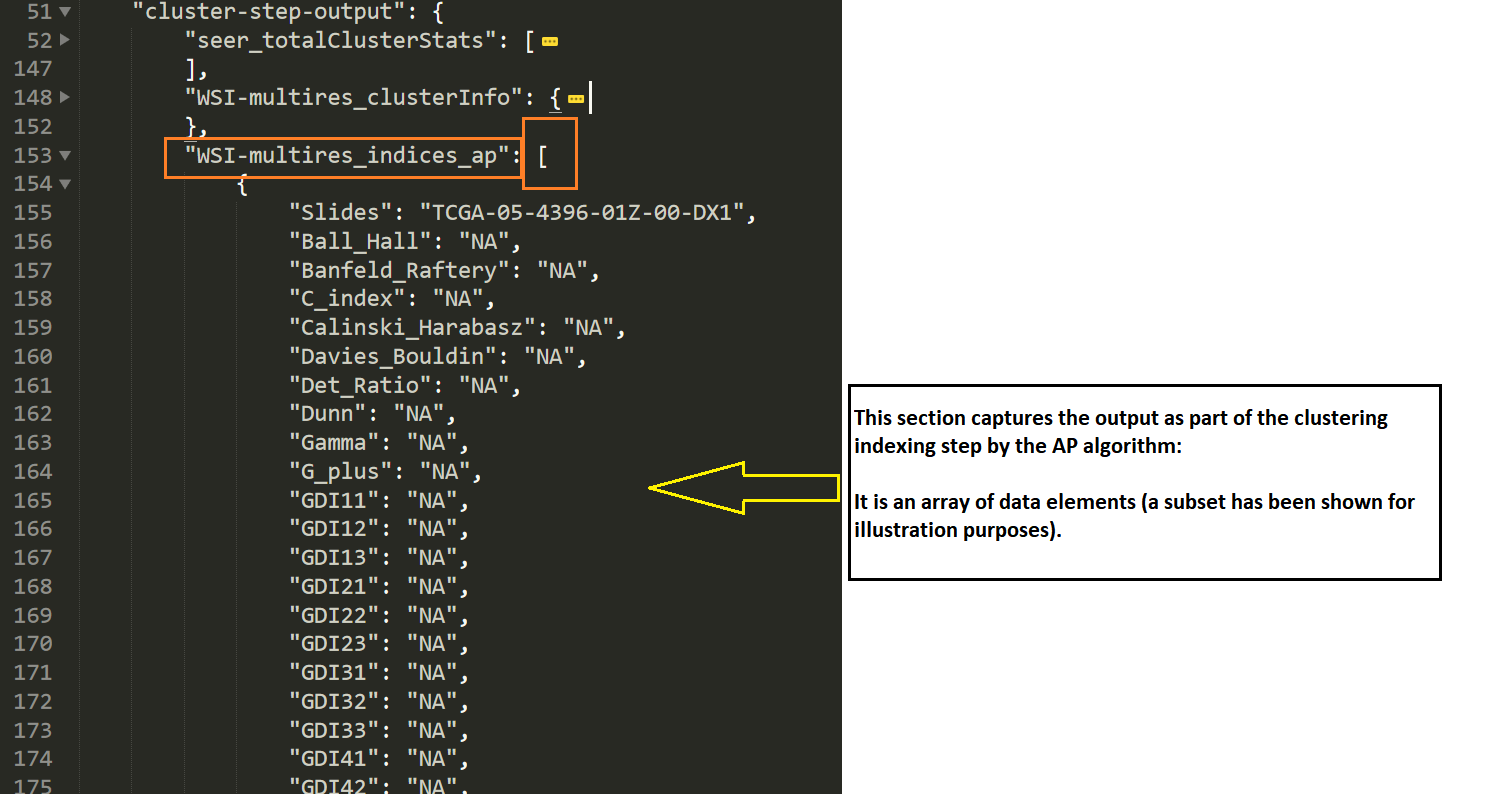 51 "cluster-step-output": {
52 "seer_totalClusterStats": [
147 ],
148 "WSI-multires_clusterInfo": {
152 },
153 "WSI-multires_indices_ap": [
154 {
155 "Slides": "TCGA-05-4396-01Z-00-DX1",
156 "Ball_Hall": "NA",
157 "Banfeld_Raftery": "NA",
158 "C_index": "NA",
159 "Calinski_Harabasz": "NA",
160 "Davies_Bouldin": "NA",
161 "Det_Ratio": "NA",
162 "Dunn": "NA",
163 "Gamma": "NA",
164 "G_plus": "NA",
165 "GDI11": "NA",
166 "GDI12": "NA",
167 "GDI13": "NA",
168 "GDI21": "NA",
169 "GDI22": "NA",
170 "GDI23": "NA",
171 "GDI31": "NA",
172 "GDI32": "NA",
173 "GDI33": "NA",
174 "GDI41": "NA",
175 "GDI42": "NA",
This section captures the output as part of the clustering
indexing step by the AP algorithm:
It is an array of data elements (a subset has been shown for
illustration purposes).